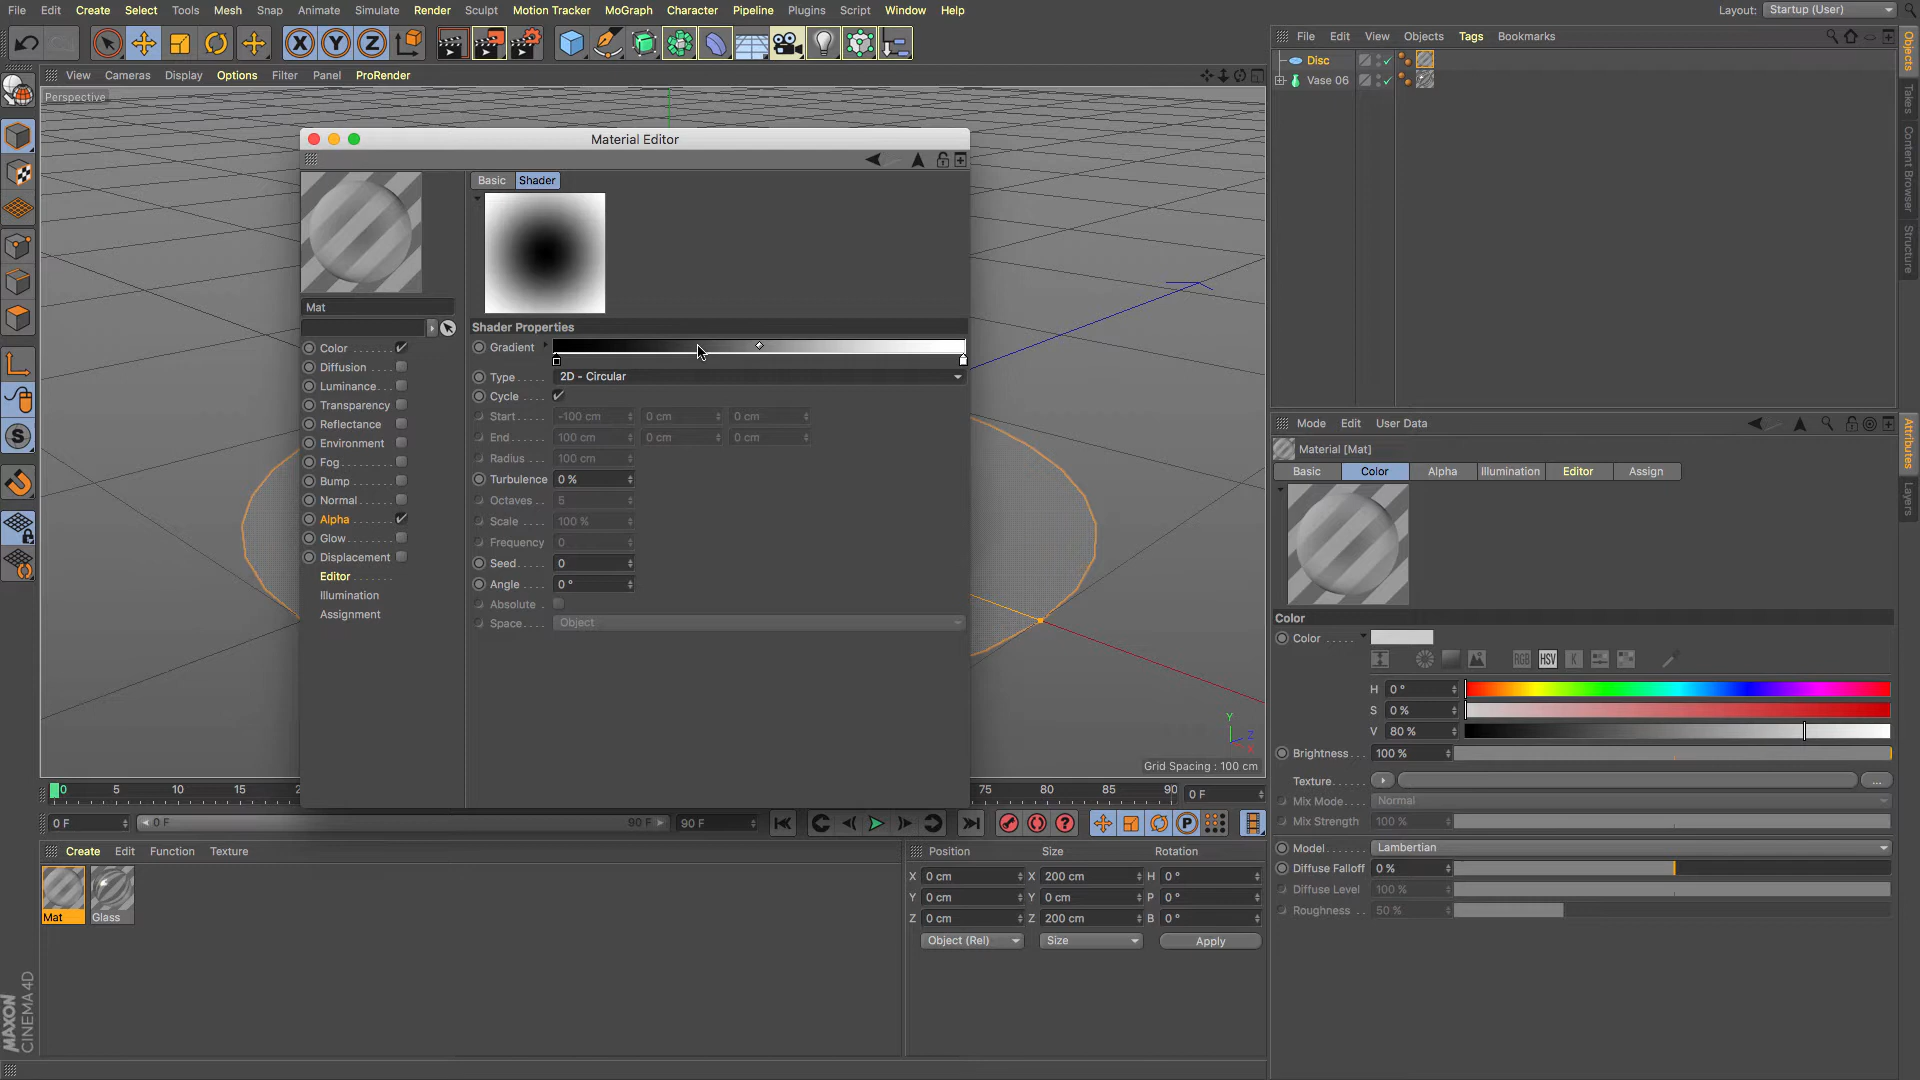 File Edit Create Select Tools Mesh Snap Animate Simulate Render Sculpt Motion Tracker MoGraph Character Pipeline Plugins Script Window Help
Layout: Startup (User)
File Edit View Objects Tags Bookmarks
Disc
Vase 06
Objects
Takes
Content Browser
Structure
View Cameras Display Options Filter Panel ProRender
Perspective
Material Editor
Basic Shader
Mat
Color
Diffusion
Luminance
Transparency
Reflectance
Environment
Fog
Bump
Normal
Alpha
Glow
Displacement
Editor
Illumination
Assignment
Shader Properties
Gradient
Type 2D - Circular
Cycle
Start -100 cm 0 cm 0 cm
End 100 cm 0 cm 0 cm
Radius 100 cm
Turbulence 0 %
Octaves 5
Scale 100 %
Frequency 0
Seed 0
Angle 0 °
Absolute
Space Object
Y
Z
X
Grid Spacing : 100 cm
0 5 10 15 75 80 85 90 0 F
0 F 0 F 90 F 90 F
Create Edit Function Texture
Mat Glass
Position Size Rotation
X 0 cm X 200 cm H 0 °
Y 0 cm Y 0 cm P 0 °
Z 0 cm Z 200 cm B 0 °
Object (Rel) Size Apply
MAXON
CINEMA 4D
Mode Edit User Data
Attributes
Layers
Material [Mat]
Basic Color Alpha Illumination Editor Assign
Color
Color
RGB HSV K
H 0 °
S 0 %
V 80 %
Brightness 100 %
Texture: ...
Mix Mode Normal
Mix Strength 100 %
Model Lambertian
Diffuse Falloff 0 %
Diffuse Level 100 %
Roughness 50 %
X Y Z
S
P